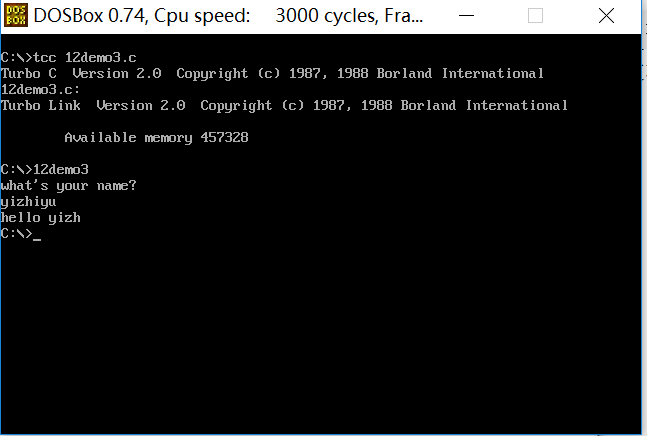 DOSBox 0.74, Cpu speed:    3000 cycles, Fra...
C:\>tcc 12demo3.c
Turbo C  Version 2.0  Copyright (c) 1987, 1988 Borland International
12demo3.c:
Turbo Link  Version 2.0  Copyright (c) 1987, 1988 Borland International
        Available memory 457328
C:\>12demo3
what's your name?
yizhiyu
hello yizh
C:\>_